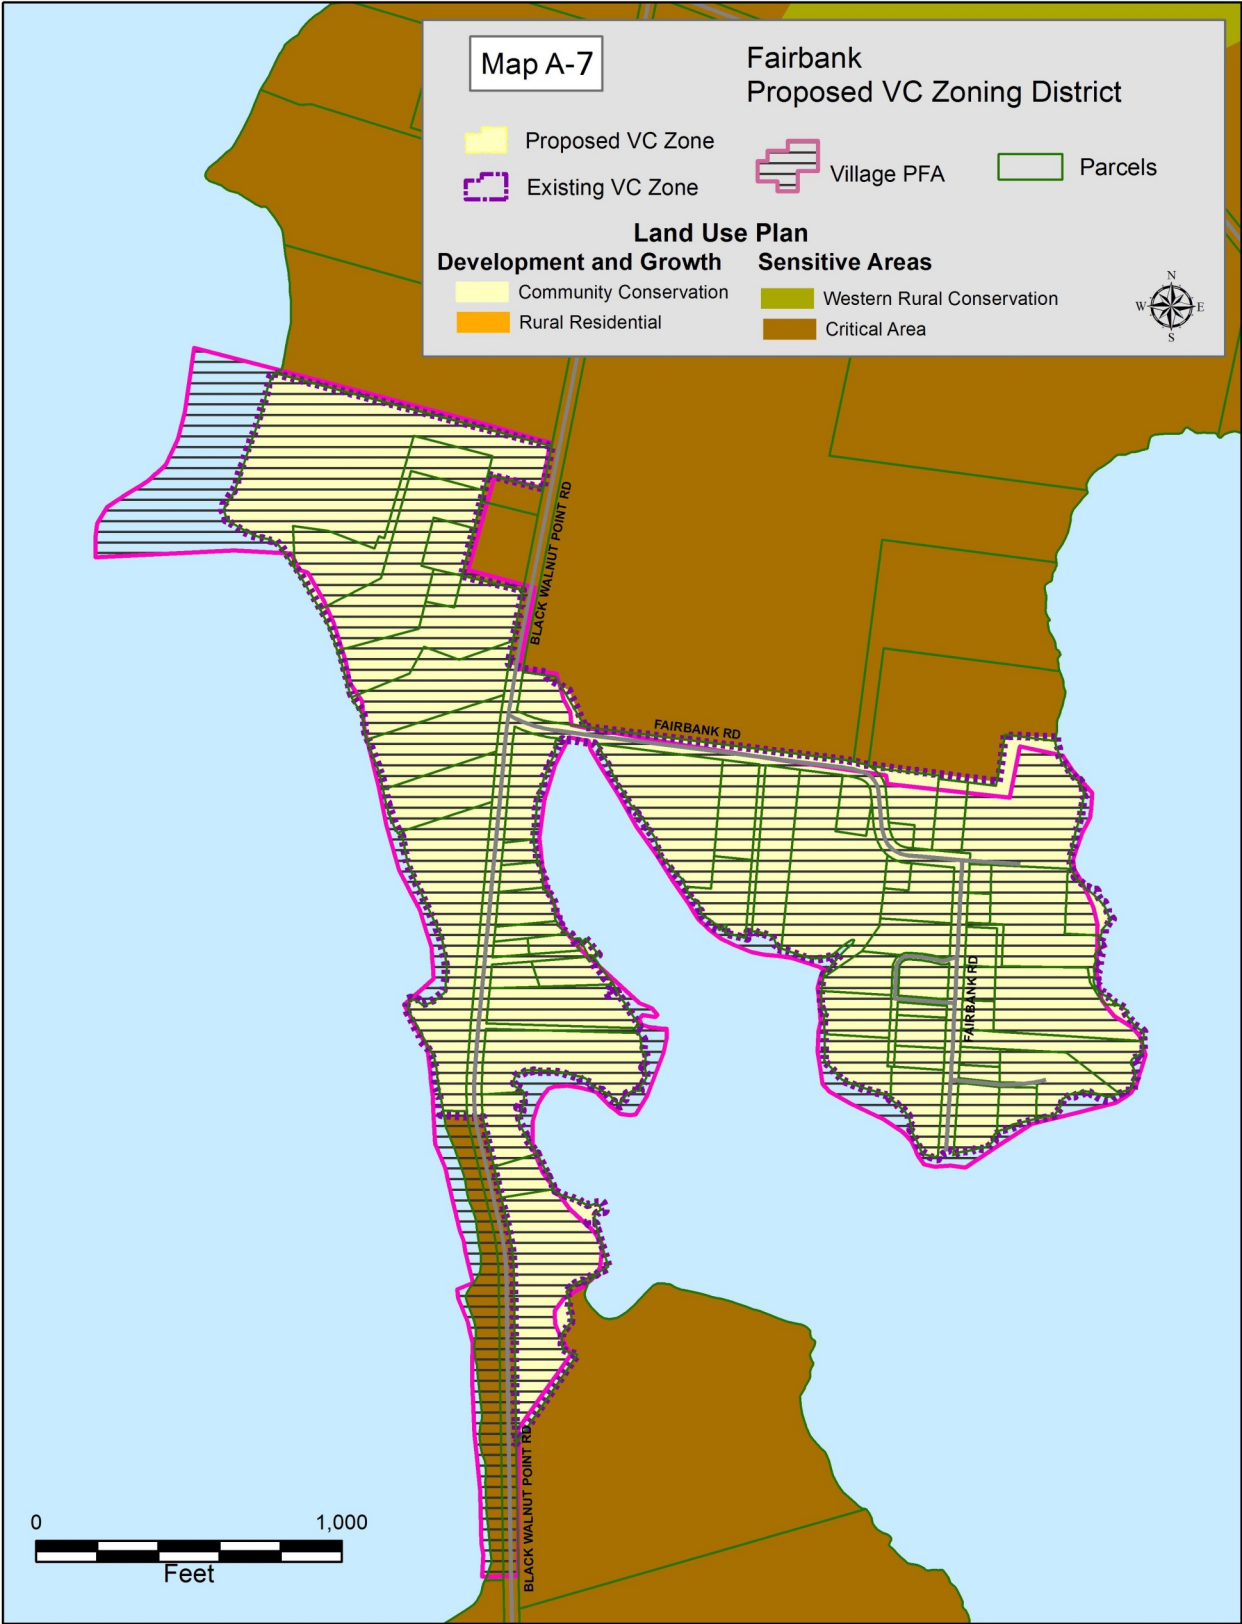 Map A-7
Fairbank
Proposed VC Zoning District
Proposed VC Zone
Existing VC Zone
Village PFA
Parcels
Land Use Plan
Development and Growth
Sensitive Areas
Community Conservation
Rural Residential
Western Rural Conservation
Critical Area
N
W
E
S
BLACK WALNUT POINT RD
FAIRBANK RD
FAIRBANK RD
BLACK WALNUT POINT RD
0
1,000
Feet